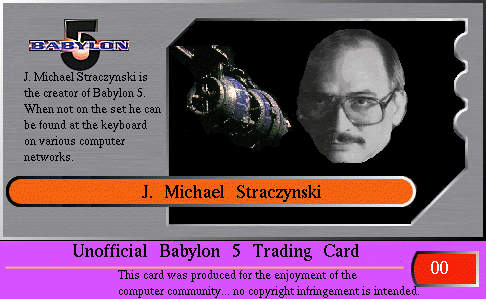 5
BABYLON
J. Michael Straczynski is
the creator of Babylon 5.
When not on the set he can
be found at the keyboard
on various computer
networks.
J. Michael Straczynski
Unofficial Babylon 5 Trading Card
This card was produced for the enjoyment of the
computer community... no copyright infringement is intended.
00